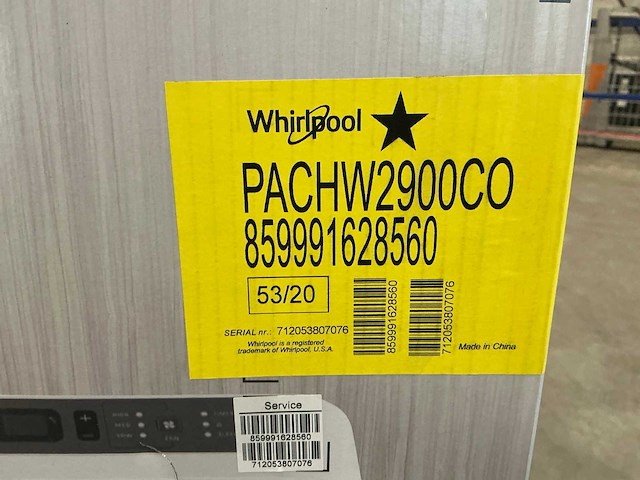 Whirlpool
PACHW2900CO
859991628560
53/20
SERIAL nr.: 712053807076
Whirlpool is a registered
trademark of Whirlpool, U.S.A.
859991628560
712053807076
Made in China
Service
859991628560
712053807076